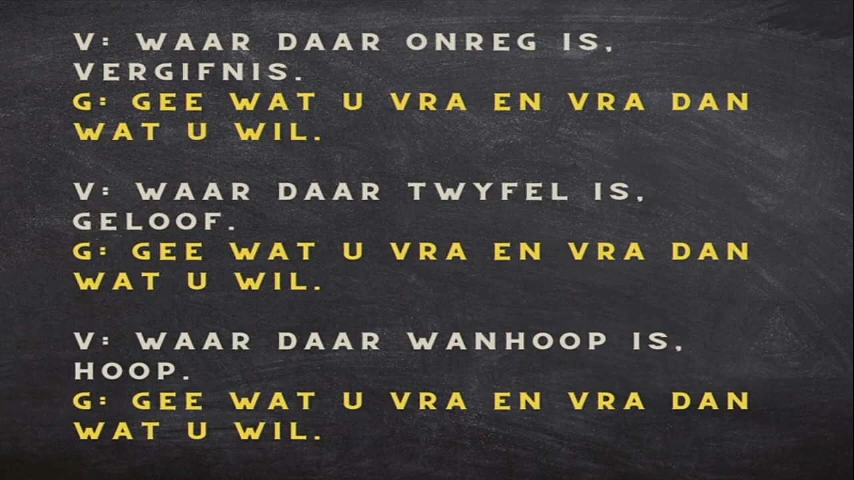 V: WAAR DAAR ONREG IS,
VERGIFNIS.
G: GEE WAT U VRA EN VRA DAN
WAT U WIL.
V: WAAR DAAR TWYFEL IS,
GELOOF.
G: GEE WAT U VRA EN VRA DAN
WAT U WIL.
V: WAAR DAAR WANHOOP IS,
HOOP.
G: GEE WAT U VRA EN VRA DAN
WAT U WIL.